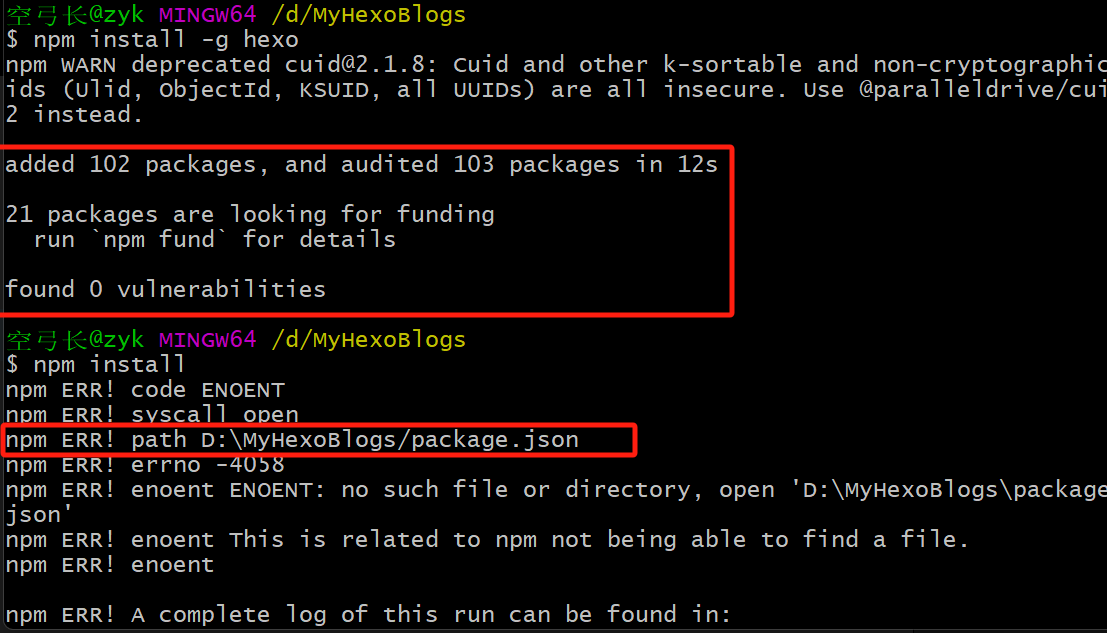 空弓长@zyk MINGW64 /d/MyHexoBlogs
$ npm install -g hexo
npm WARN deprecated cuid@2.1.8: Cuid and other k-sortable and non-cryptographic
ids (Ulid, ObjectId, KSUID, all UUIDs) are all insecure. Use @paralleldrive/cui
2 instead.
added 102 packages, and audited 103 packages in 12s
21 packages are looking for funding
run `npm fund` for details
found 0 vulnerabilities
空弓长@zyk MINGW64 /d/MyHexoBlogs
$ npm install
npm ERR! code ENOENT
npm ERR! syscall open
npm ERR! path D:\MyHexoBlogs/package.json
npm ERR! errno -4058
npm ERR! enoent ENOENT: no such file or directory, open 'D:\MyHexoBlogs\package
json'
npm ERR! enoent This is related to npm not being able to find a file.
npm ERR! enoent
npm ERR! A complete log of this run can be found in: